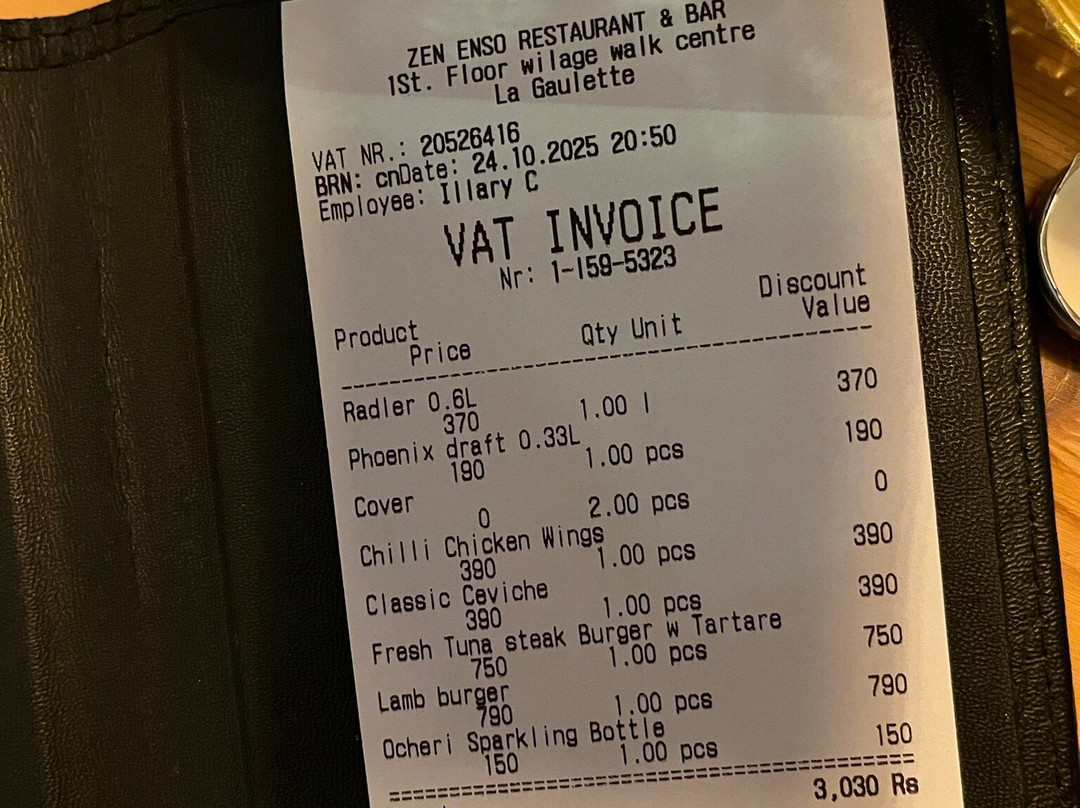 ZEN ENSO RESTAURANT & BAR
1St. Floor wilage walk centre
La Gaulette
VAT NR.: 20526416
BRN: cnDate: 24.10.2025 20:50
Employee: Illary C
VAT INVOICE
Nr: 1-159-5323
Discount
Product Qty Unit Value
Price
--------------------------------------------
Radler 0.6L 370
370 1.00 l
Phoenix draft 0.33L 190
190 1.00 pcs
Cover 0
0 2.00 pcs
Chilli Chicken Wings 390
390 1.00 pcs
Classic Ceviche 390
390 1.00 pcs
Fresh Tuna steak Burger w Tartare 750
750 1.00 pcs
Lamb burger 790
790 1.00 pcs
Ocheri Sparkling Bottle 150
150 1.00 pcs
============================================
3,030 Rs